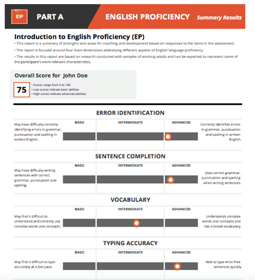 EP
PART A
ENGLISH PROFICIENCY Summary Results
Introduction to English Proficiency (EP)
• This report is a summary of strengths and areas for coaching and development based on responses to the items in the assessment
• The report is focused around four main dimensions addressing different aspects of English language proficiency.
• The results in this report are based on research conducted with samples of working adults and can be expected to represent some of
the participant's work-relevant characteristics
Overall Score for John Doe
75
• Scores range from 0 to 100
• Low scores indicate basic abilities
• High scores indicate advanced abilities
ERROR IDENTIFICATION
BASIC INTERMEDIATE ADVANCED
May have difficulty correctly
identifying errors in grammar,
punctuation and spelling in
written English.
Correctly identifies errors
in grammar, punctuation
and spelling.
SENTENCE COMPLETION
BASIC INTERMEDIATE ADVANCED
May have difficulty writing
sentences with correct
grammar, punctuation and
spelling.
Uses correct grammar,
punctuation and spelling
when writing sentences.
VOCABULARY
BASIC INTERMEDIATE ADVANCED
May find it difficult to
understand and correctly use
complex words and concepts.
Understands complex
words and concepts and
has a vocabulary.
TYPING ACCURACY
BASIC INTERMEDIATE ADVANCED
May find it difficult to type
accurately at a fast pace
Able to type error-free
sentences quickly